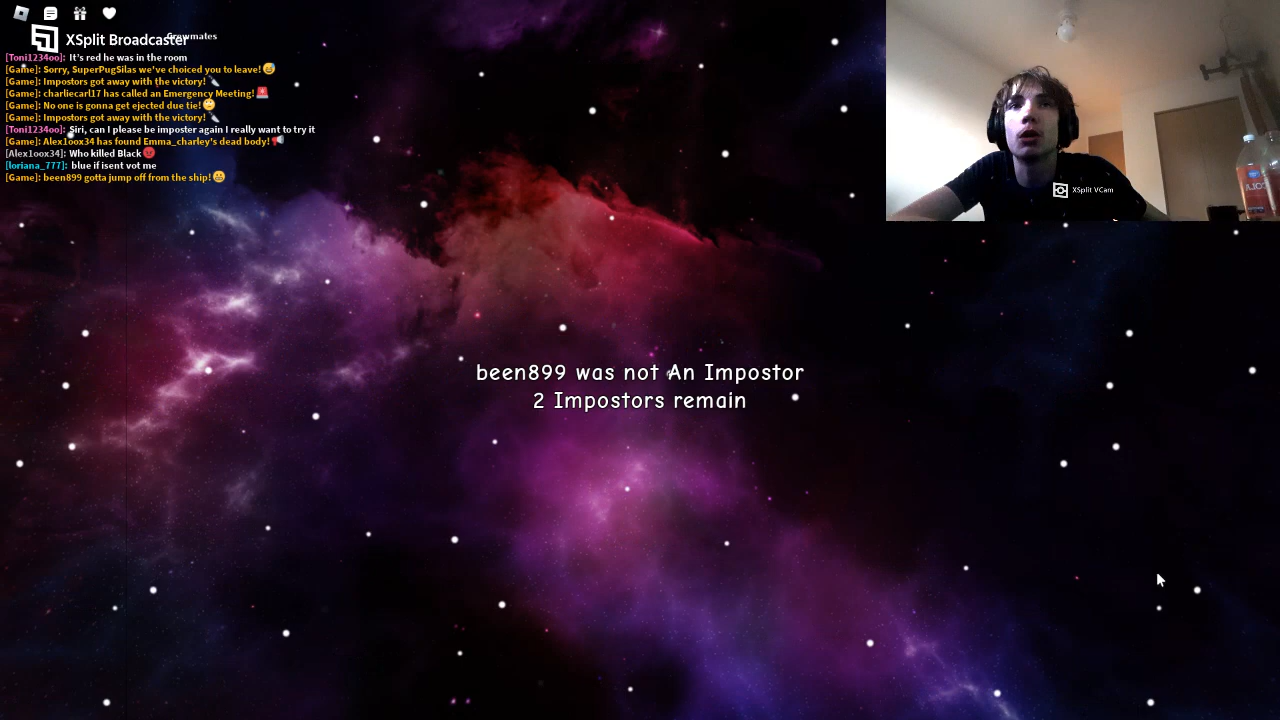 XSplit Broadcaster
Crewmates
[Toni1234oo]: It's red he was in the room
[Game]: Sorry, SuperPugSilas we've choiced you to leave!😅
[Game]: Impostors got away with the victory!🔪
[Game]: charliecarl17 has called an Emergency Meeting!🚨
[Game]: No one is gonna get ejected due tie!🙄
[Game]: Impostors got away with the victory!🔪
[Toni1234oo]: Siri, can I please be imposter again I really want to try it
[Game]: Alex1oox34 has found Emma_charley's dead body!📢
[Alex1oox34]: Who killed Black😡
[loriana_777]: blue if isent vot me
[Game]: been899 gotta jump off from the ship!😬
XSplit VCam
been899 was not An Impostor
2 Impostors remain